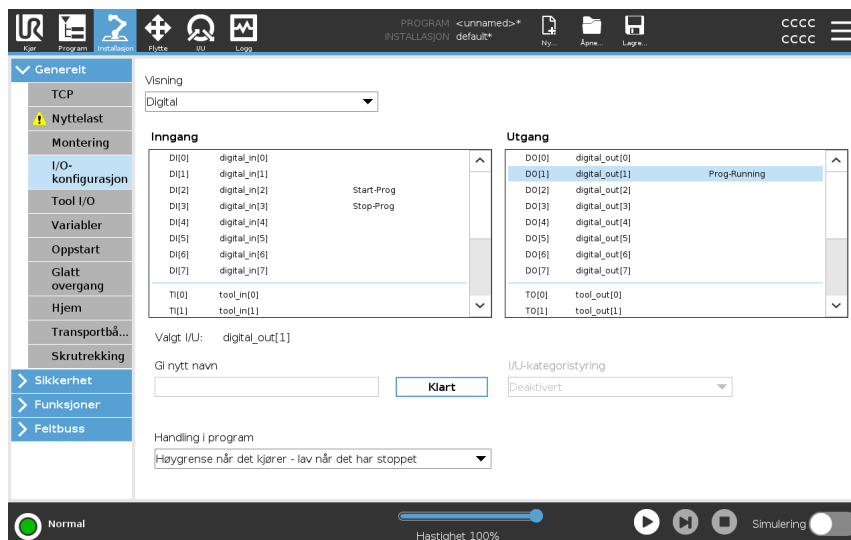 UR
PROGRAM <unnamed>*
INSTALLASJON default*
CCCC
CCCC
Kjør Program Installasjon Flytte I/U Logg Ny... Åpne... Lagre...
Generelt
TCP
Nyttelast
Montering
I/O-
konfigurasjon
Tool I/O
Variabler
Oppstart
Glatt
overgang
Hjem
Transportbå...
Skrutrekking
Sikkerhet
Funksjoner
Feltbuss
Visning
Digital
Inngang
DI[0] digital_in[0]
DI[1] digital_in[1]
DI[2] digital_in[2] Start-Prog
DI[3] digital_in[3] Stop-Prog
DI[4] digital_in[4]
DI[5] digital_in[5]
DI[6] digital_in[6]
DI[7] digital_in[7]
TI[0] tool_in[0]
TI[1] tool_in[1]
Utgang
DO[0] digital_out[0]
DO[1] digital_out[1] Prog-Running
DO[2] digital_out[2]
DO[3] digital_out[3]
DO[4] digital_out[4]
DO[5] digital_out[5]
DO[6] digital_out[6]
DO[7] digital_out[7]
TO[0] tool_out[0]
TO[1] tool_out[1]
Valgt I/U: digital_out[1]
Gi nytt navn
Klart
I/U-kategoristyring
Deaktivert
Handling i program
Høygrense når det kjører - lav når det har stoppet
Normal
Hastighet 100%
Simulering